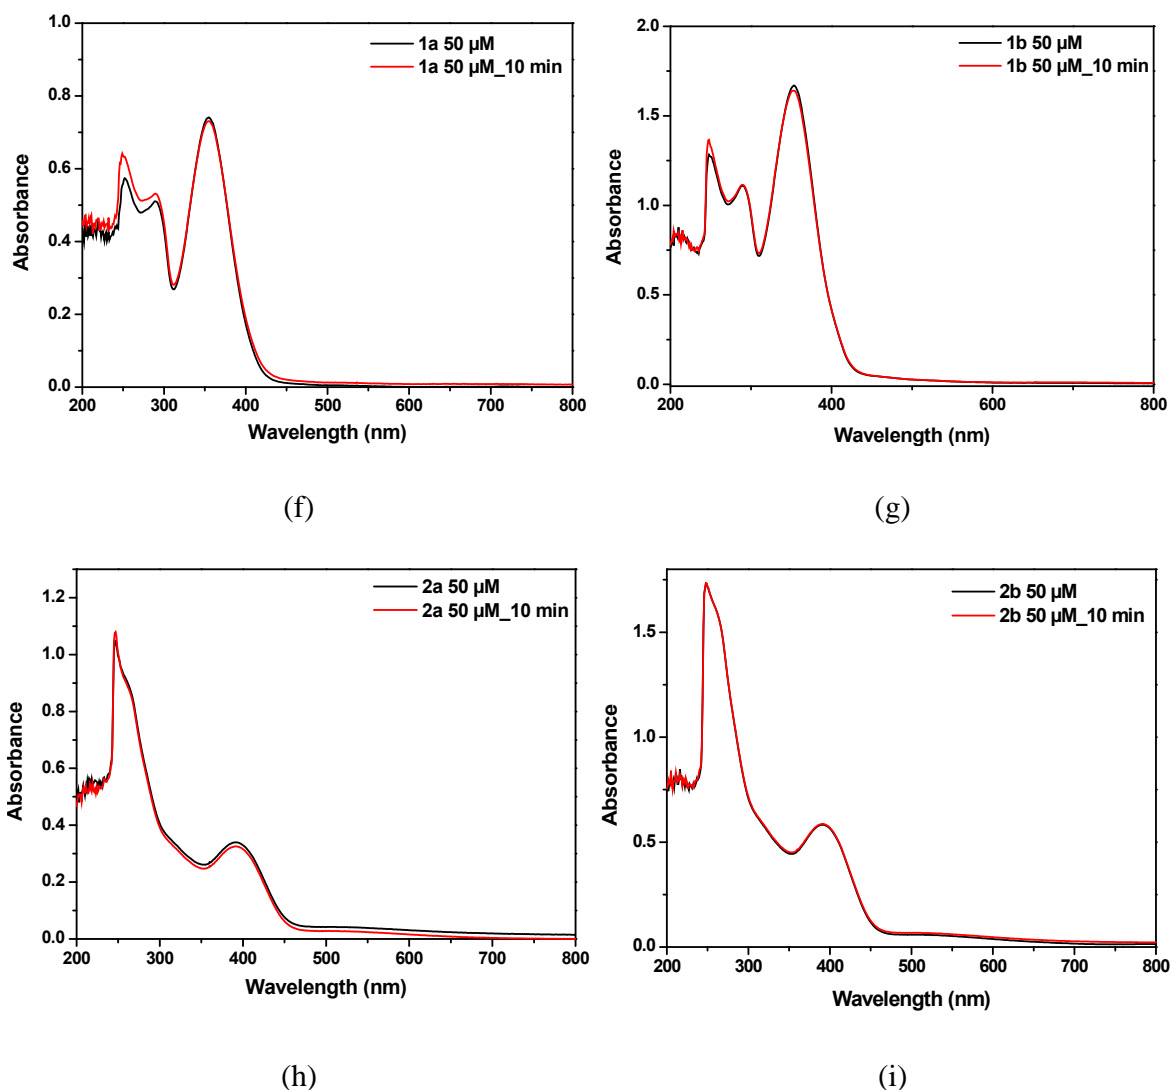 1.0
0.8
0.6
0.4
0.2
0.0
Absorbance
1a 50 µM
1a 50 µM_10 min
200 300 400 500 600 700 800
Wavelength (nm)
(f)
2.0
1.5
1.0
0.5
0.0
Absorbance
1b 50 µM
1b 50 µM_10 min
200 400 600 800
Wavelength (nm)
(g)
1.2
1.0
0.8
0.6
0.4
0.2
0.0
Absorbance
2a 50 µM
2a 50 µM_10 min
200 300 400 500 600 700 800
Wavelength (nm)
(h)
1.5
1.0
0.5
0.0
Absorbance
2b 50 µM
2b 50 µM_10 min
200 300 400 500 600 700 800
Wavelength (nm)
(i)